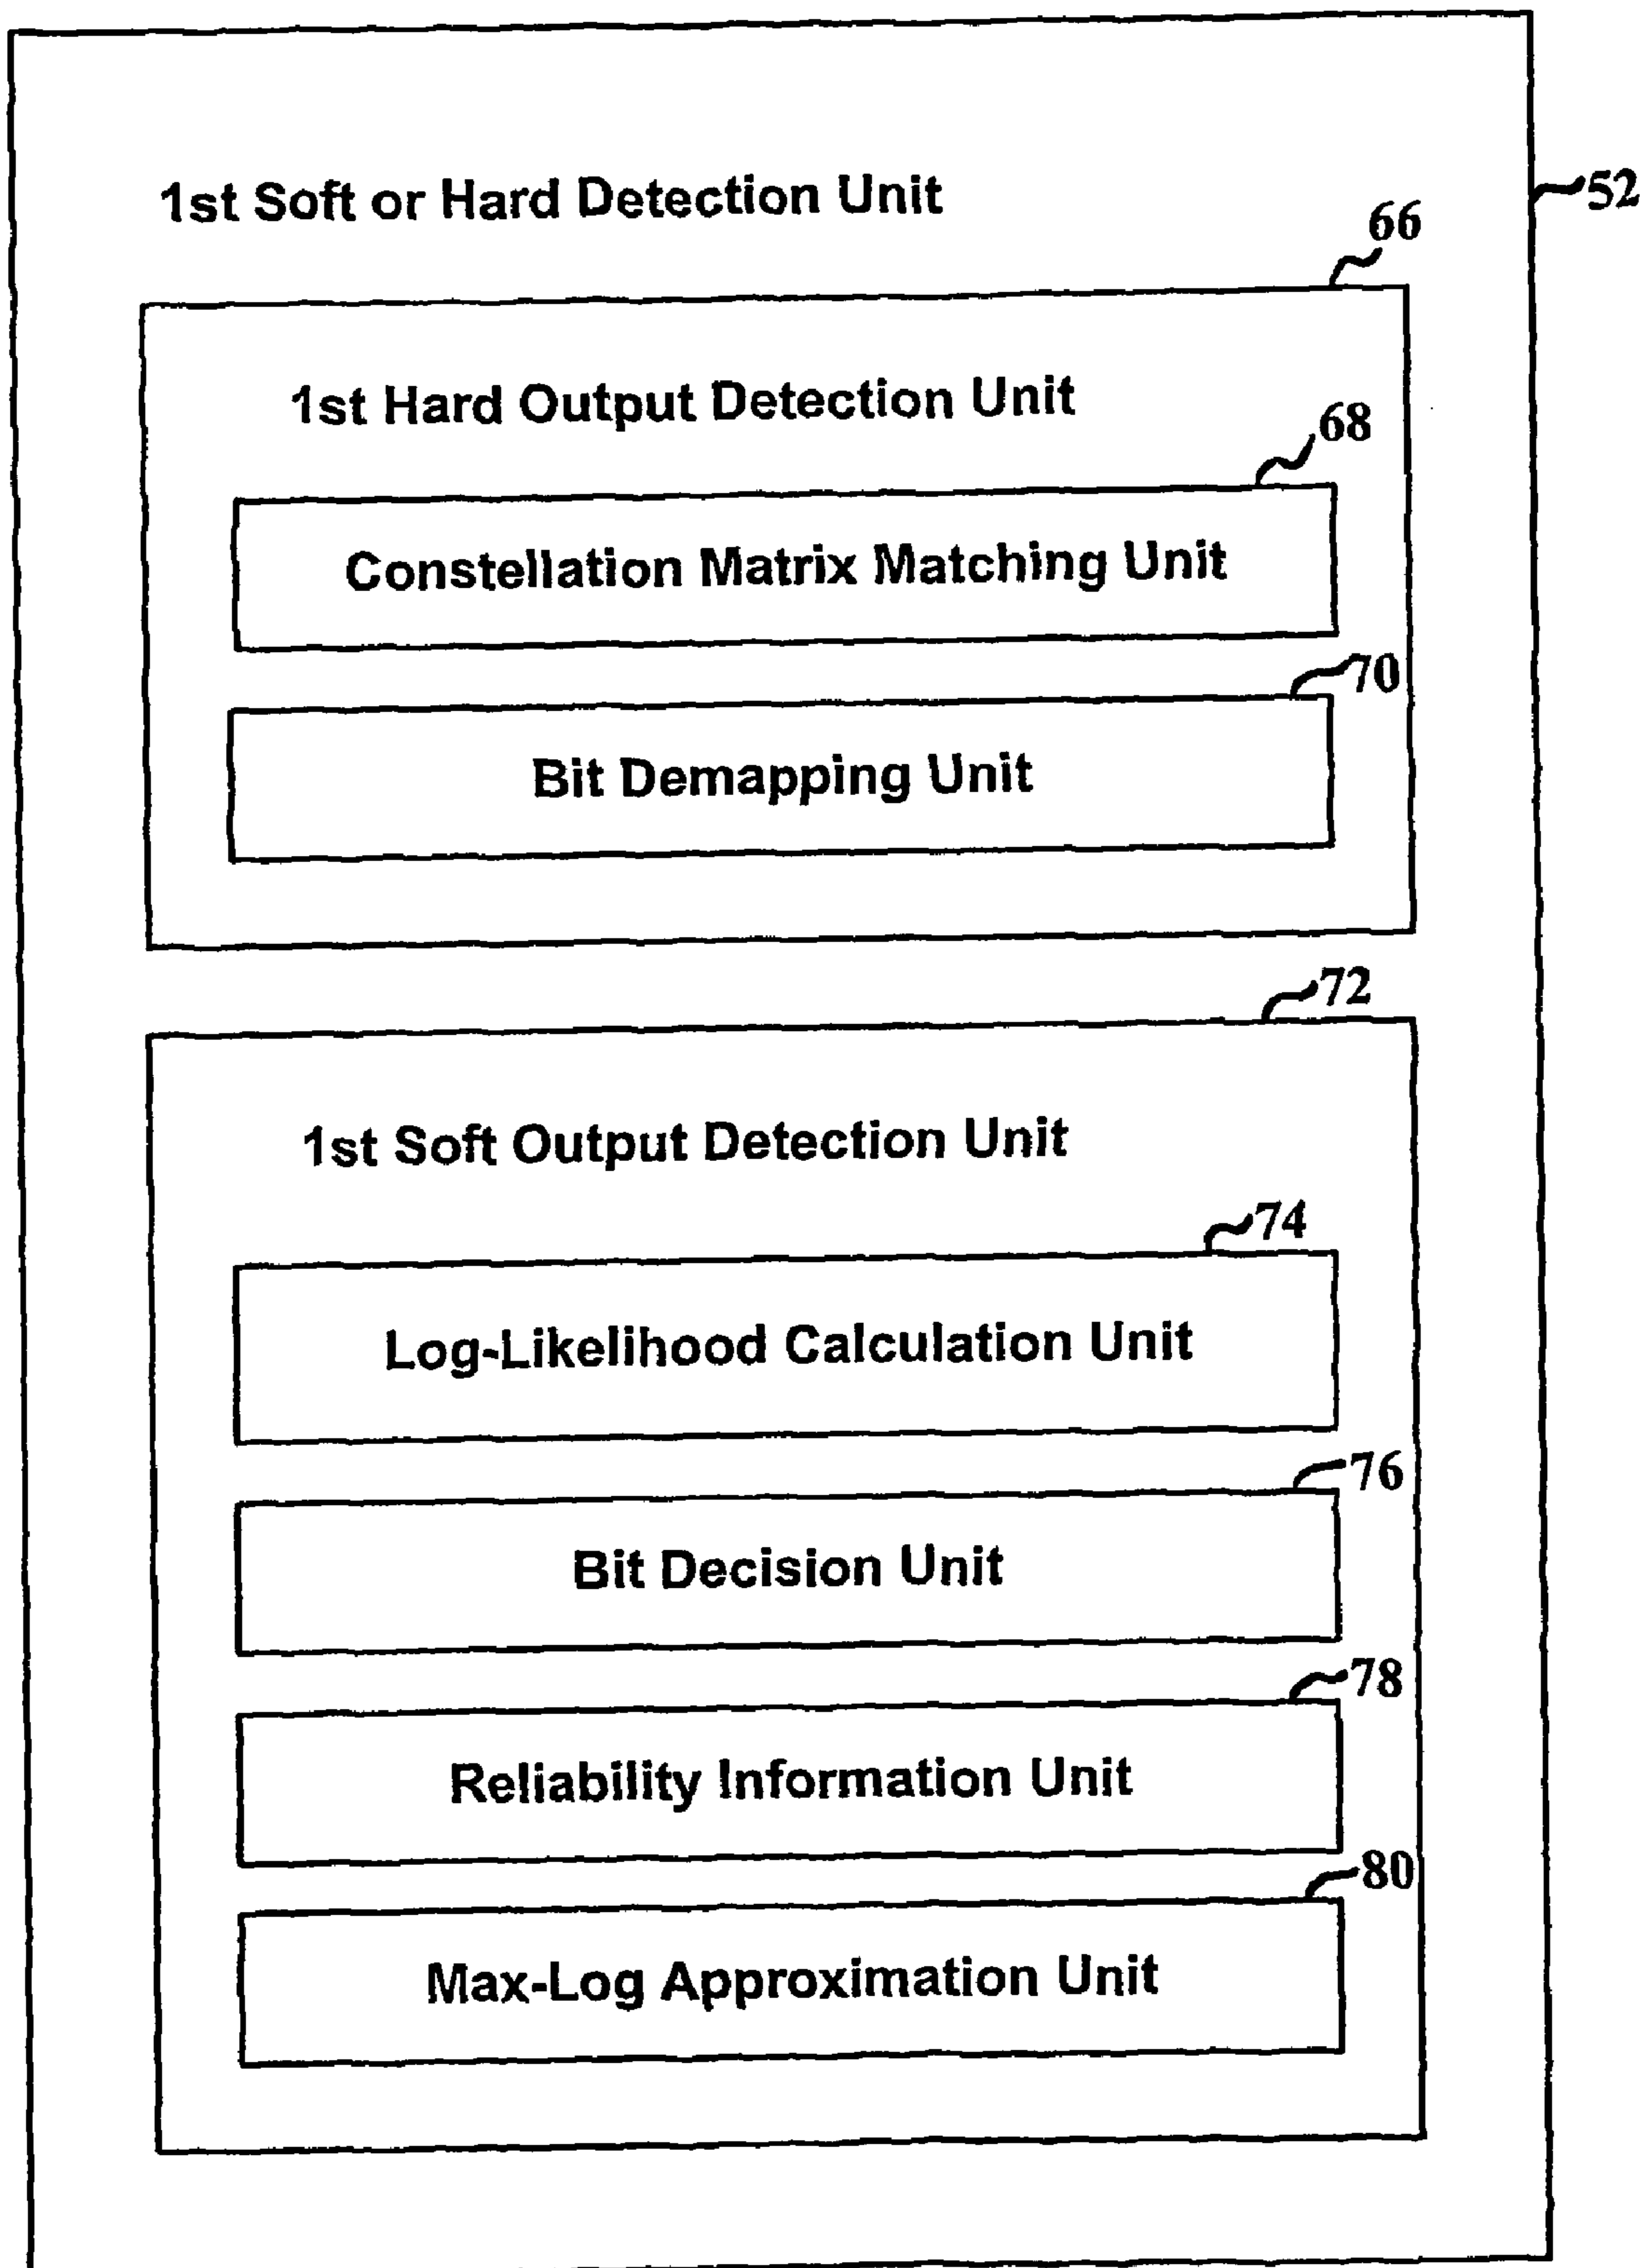 1st Soft or Hard Detection Unit
52
66
1st Hard Output Detection Unit
68
Constellation Matrix Matching Unit
70
Bit Demapping Unit
72
1st Soft Output Detection Unit
74
Log-Likelihood Calculation Unit
76
Bit Decision Unit
78
Reliability Information Unit
80
Max-Log Approximation Unit